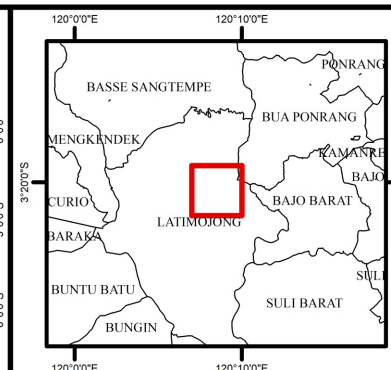 120°0'0"E 120°10'0"E
PONRANG
BASSE SANGTEMPE
BUA PONRANG
MENGKENDEK
KAMANRE
BAJO
3°20'0"S
CURIO
BAJO BARAT
LATIMOJONG
BARAKA
SULI
BUNTU BATU
SULI BARAT
BUNGIN
120°0'0"E 120°10'0"E